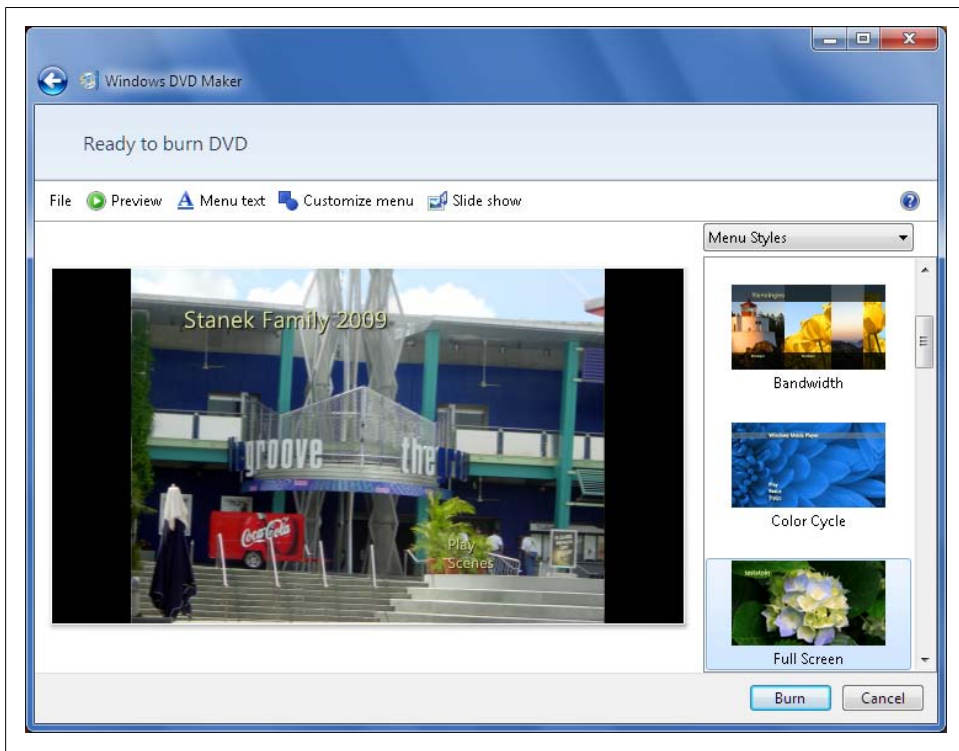 Windows DVD Maker
Ready to burn DVD
File Preview Menu text Customize menu Slide show
Menu Styles
Stanek Family 2009
groove the
Coca-Cola
Play
Scenes
Bandwidth
Color Cycle
Full Screen
Burn Cancel